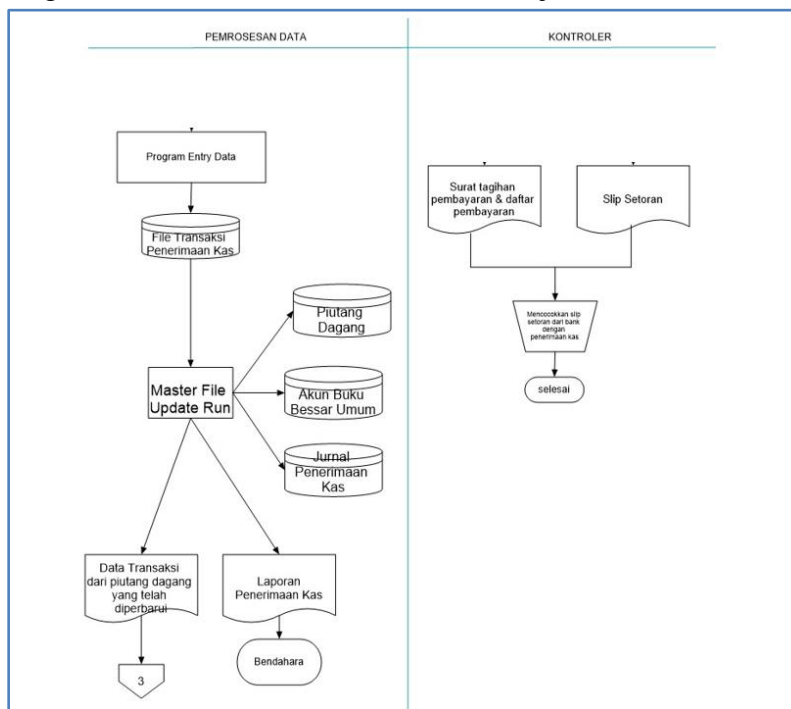 PEMROSESAN DATA
KONTROLER
Program Entry Data
File Transaksi
Penerimaan Kas
Piutang
Dagang
Master File
Update Run
Akun Buku
Bessar Umum
Jurnal
Penerimaan
Kas
Data Transaksi
dari piutang dagang
yang telah
diperbarui
Laporan
Penerimaan Kas
3
Bendahara
Surat tagihan
pembayaran & daftar
pembayaran
Slip Setoran
Mencocokkan slip
setoran dari bank
dengan
penerimaan kas
selesai